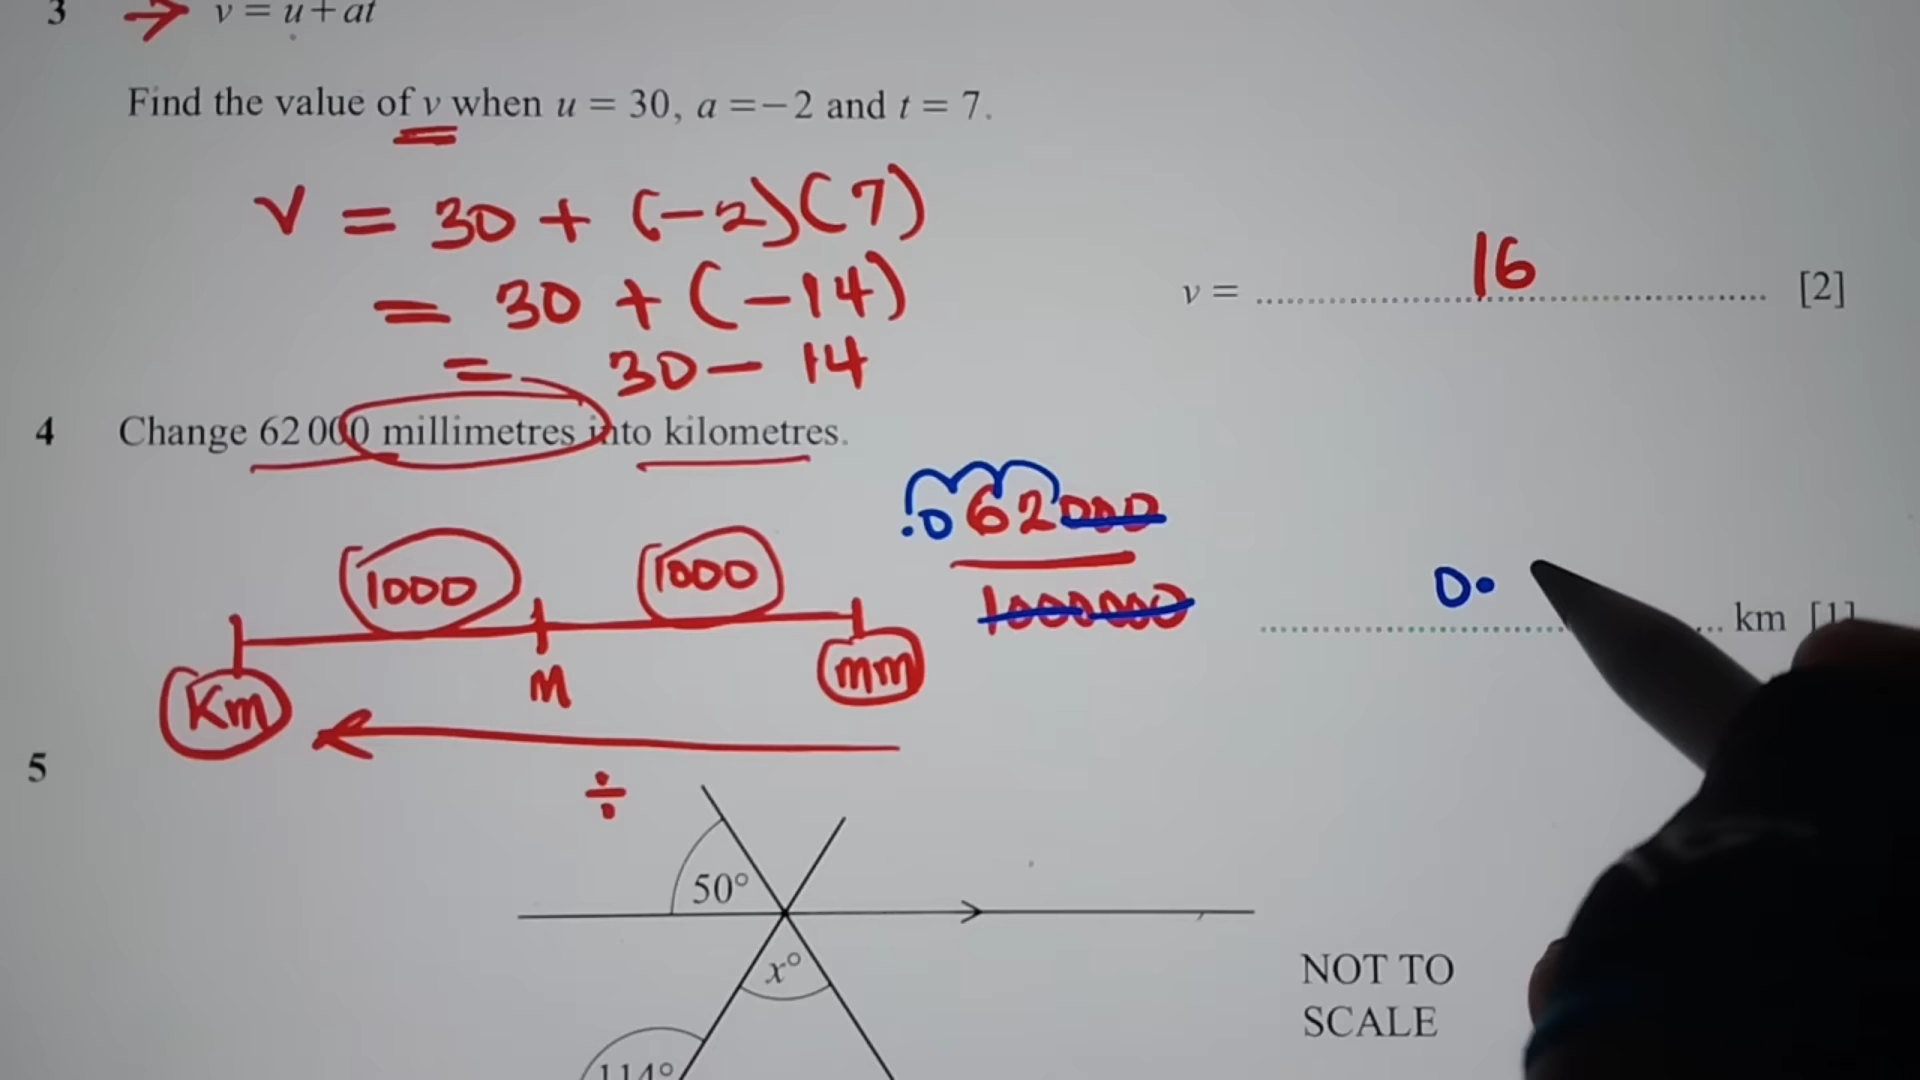 3 → v = u + at
Find the value of v when u = 30, a = −2 and t = 7.
v = 30 + (−2)(7)
= 30 + (−14)
= 30 − 14
v = 16 [2]
4 Change 62 000 millimetres into kilometres.
.062000
1000000
1000 1000
Km M mm
0. km [1]
÷
5
50°
x°
114°
NOT TO
SCALE